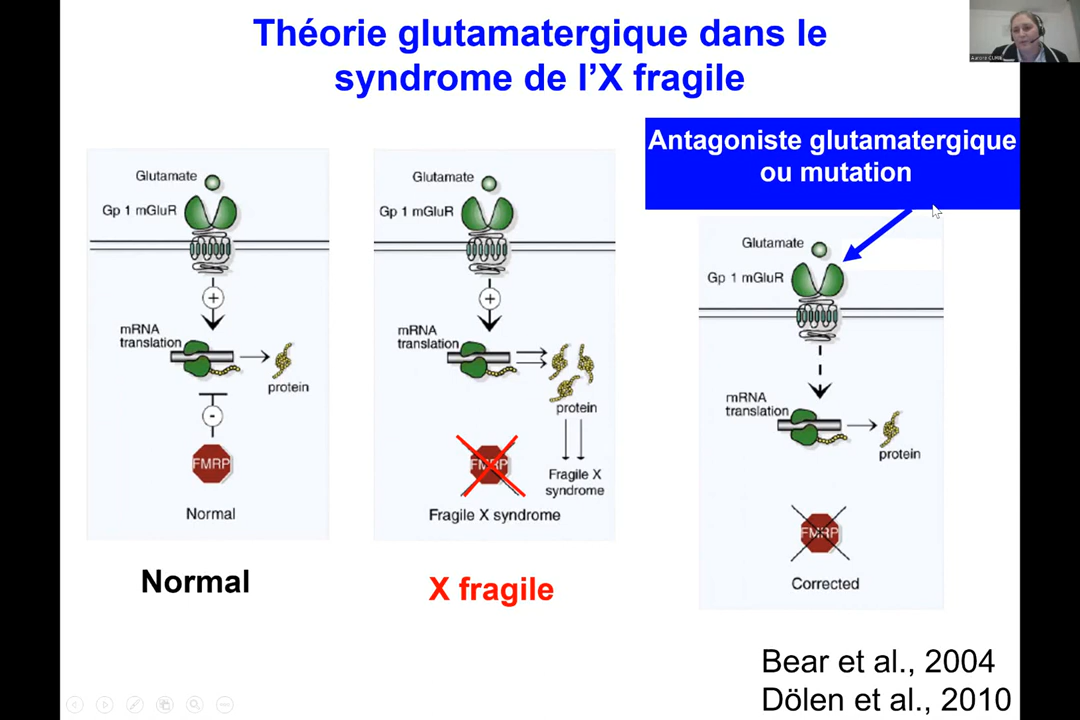 Théorie glutamatergique dans le
syndrome de l'X fragile
Antagoniste glutamatergique
ou mutation
Glutamate
Gp 1 mGluR
+
mRNA
translation
protein
-
FMRP
Normal
Normal
Glutamate
Gp 1 mGluR
+
mRNA
translation
protein
Fragile X
syndrome
FMRP
Fragile X syndrome
X fragile
Glutamate
Gp 1 mGluR
mRNA
translation
protein
FMRP
Corrected
Bear et al., 2004
Dölen et al., 2010